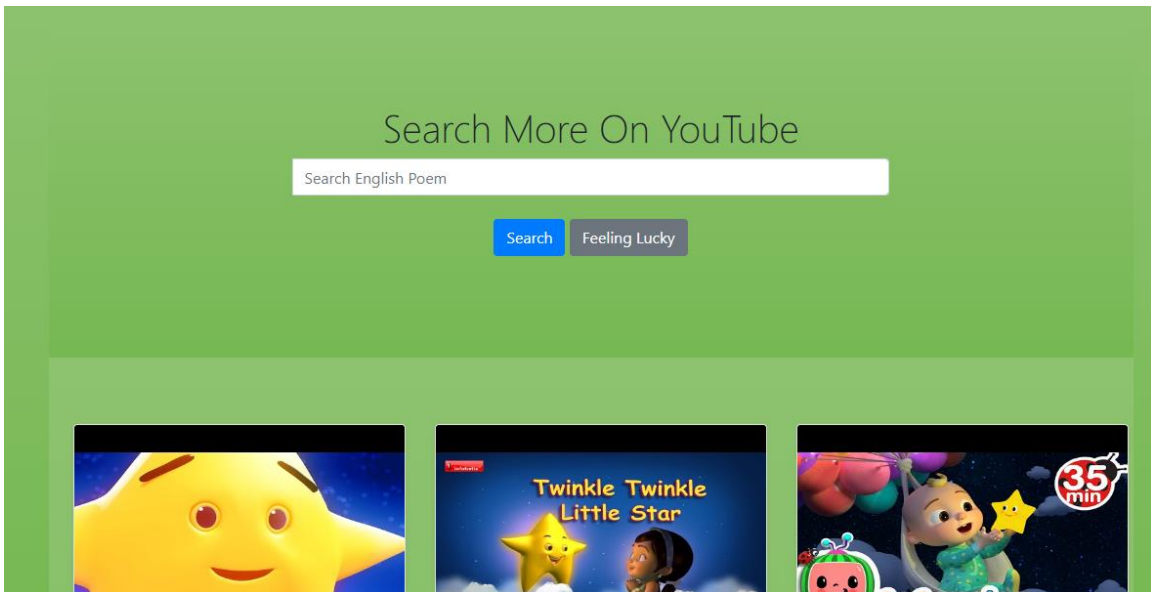 Search More On YouTube
Search English Poem
Search Feeling Lucky
Twinkle Twinkle
Little Star
35
min